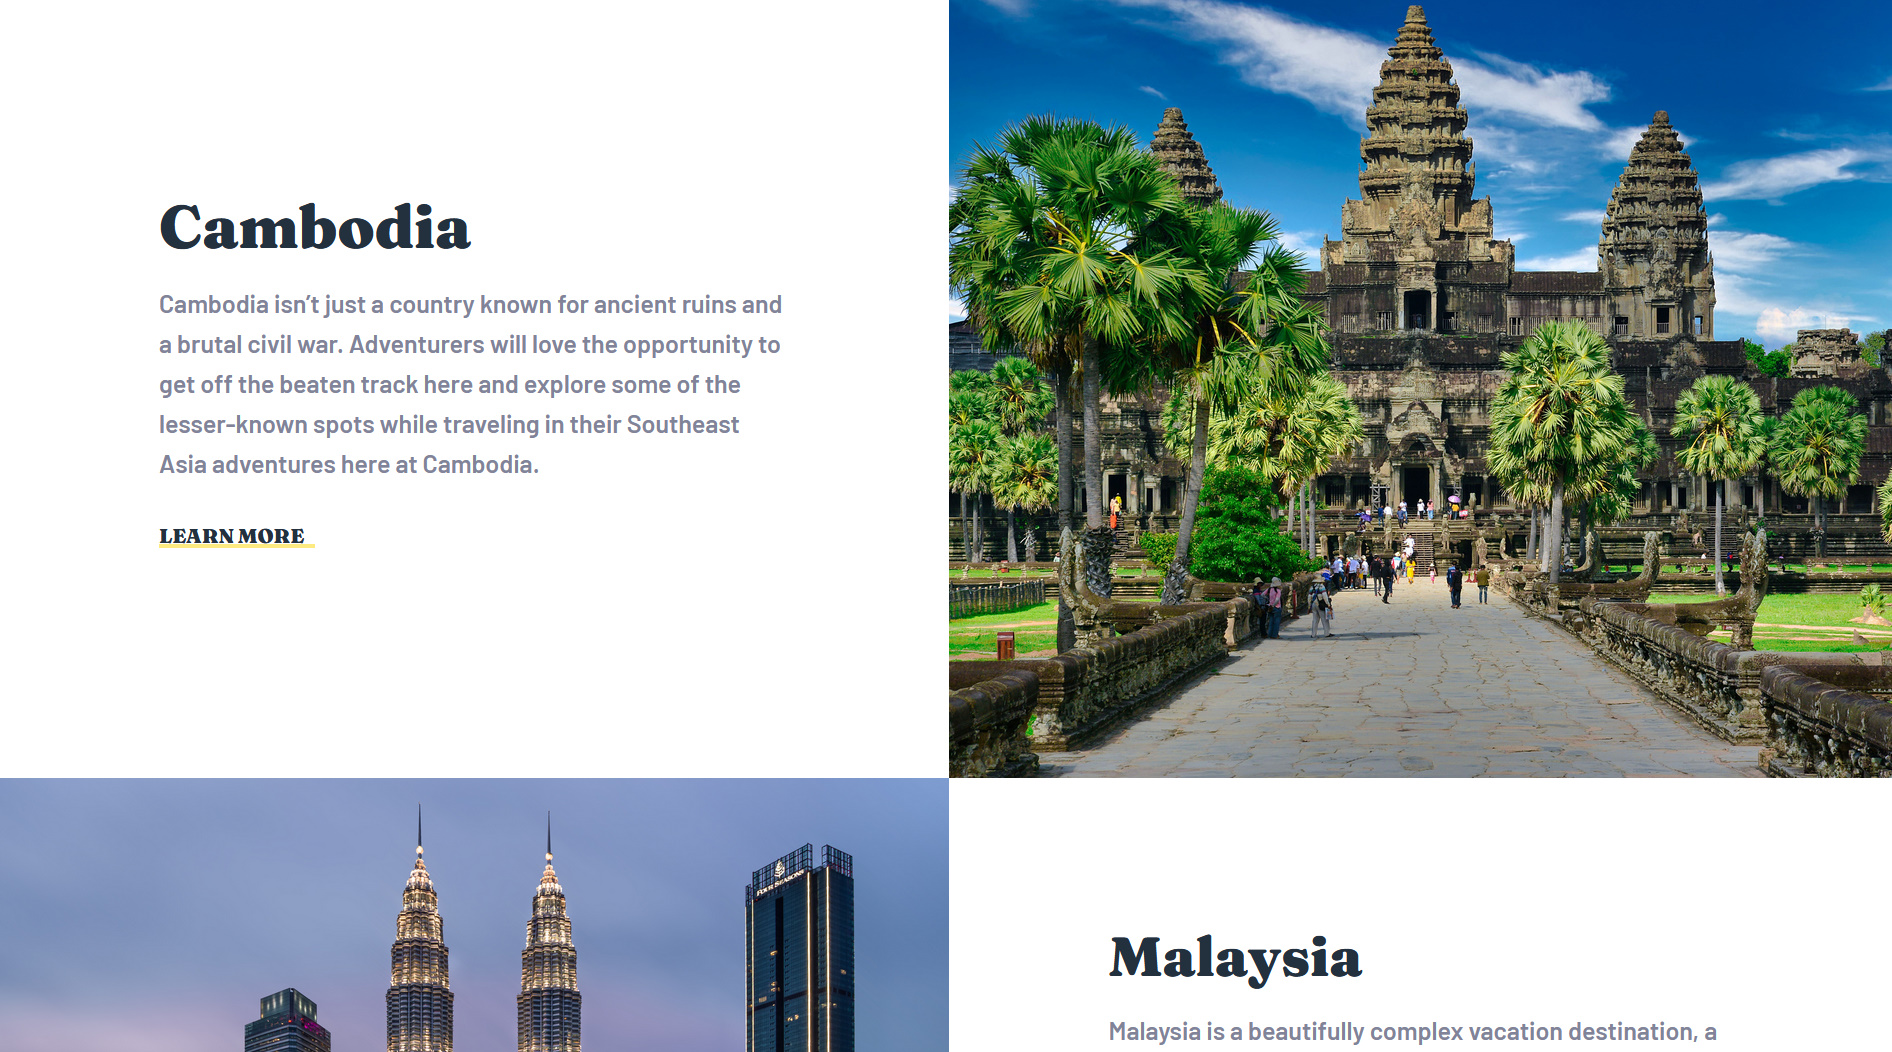 Cambodia
Cambodia isn’t just a country known for ancient ruins and
a brutal civil war. Adventurers will love the opportunity to
get off the beaten track here and explore some of the
lesser-known spots while traveling in their Southeast
Asia adventures here at Cambodia.
LEARN MORE
FOUR SEASONS
Malaysia
Malaysia is a beautifully complex vacation destination, a